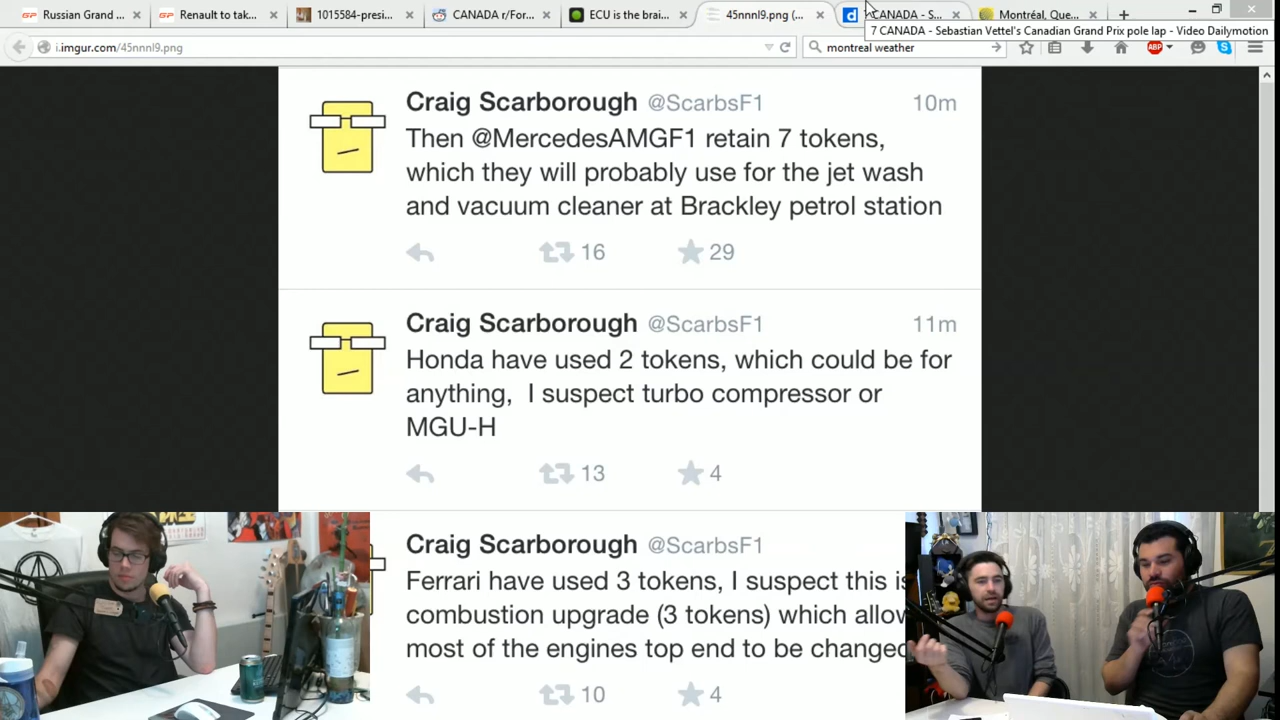 Russian Grand ...
Renault to tak...
1015584-presi...
CANADA r/For...
ECU is the brai...
45nnnl9.png (...
CANADA - S...
Montréal, Que...
7 CANADA - Sebastian Vettel's Canadian Grand Prix pole lap - Video Dailymotion
i.imgur.com/45nnnl9.png
montreal weather
ABP
Craig Scarborough @ScarbsF1 10m
Then @MercedesAMGF1 retain 7 tokens,
which they will probably use for the jet wash
and vacuum cleaner at Brackley petrol station
16 29
Craig Scarborough @ScarbsF1 11m
Honda have used 2 tokens, which could be for
anything, I suspect turbo compressor or
MGU-H
13 4
Craig Scarborough @ScarbsF1
Ferrari have used 3 tokens, I suspect this is
combustion upgrade (3 tokens) which allow
most of the engines top end to be changed
10 4